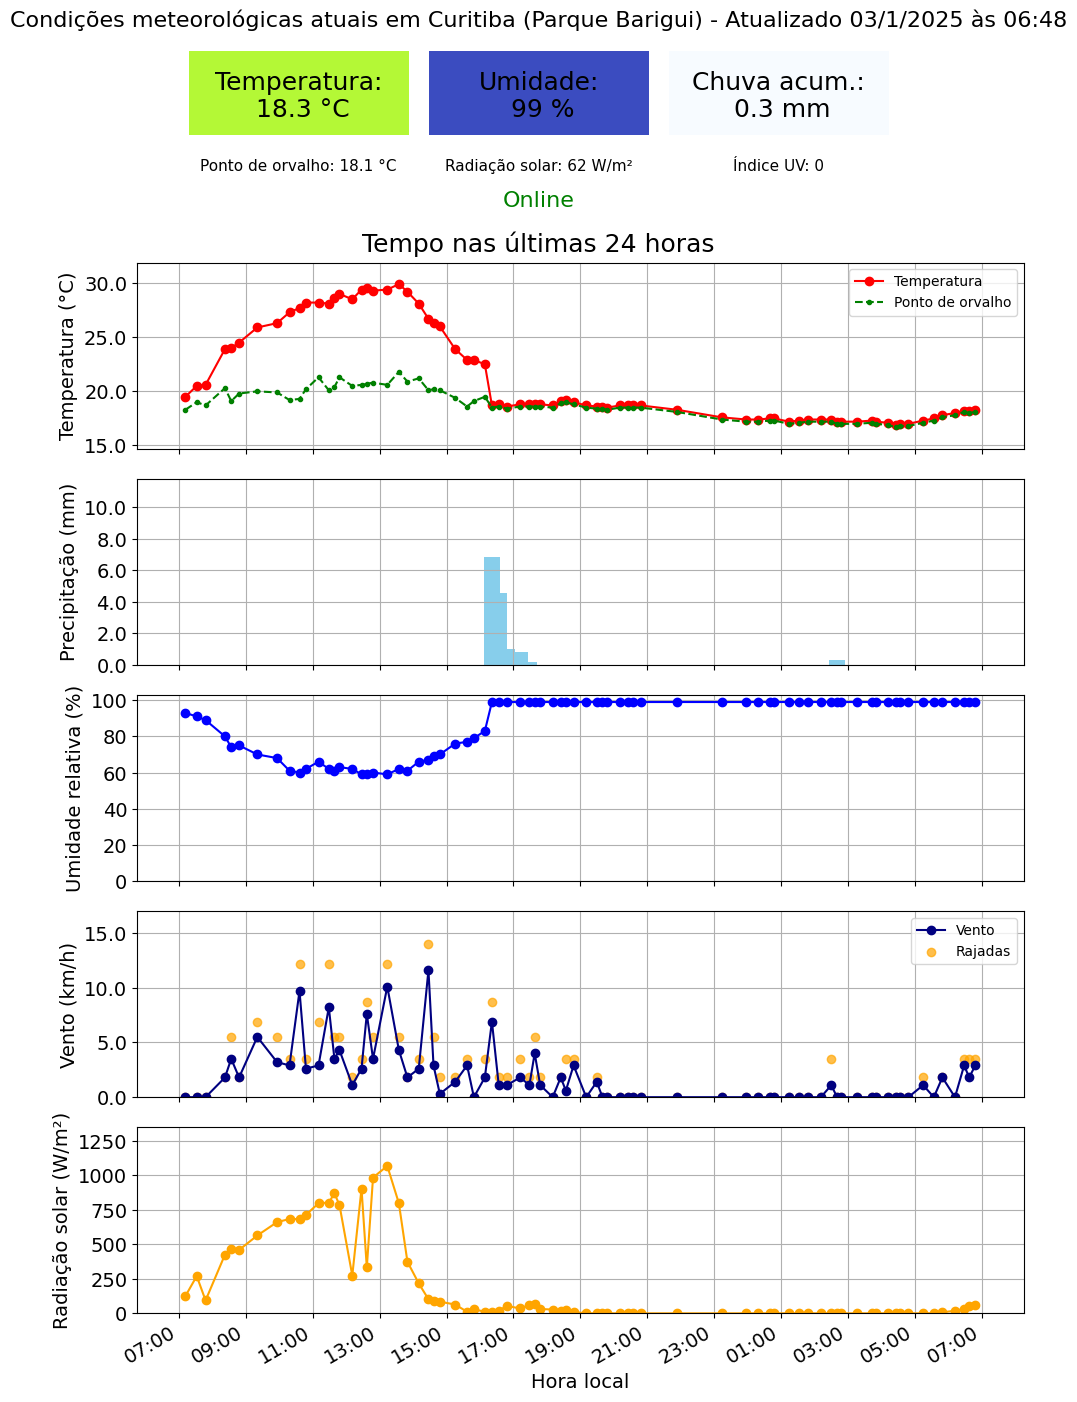 Condições meteorológicas atuais em Curitiba (Parque Barigui) - Atualizado 03/1/2025 às 06:48
Temperatura:
18.3 °C
Umidade:
99 %
Chuva acum.:
0.3 mm
Ponto de orvalho: 18.1 °C
Radiação solar: 62 W/m²
Índice UV: 0
Online
Tempo nas últimas 24 horas
Temperatura (°C)
30.0
25.0
20.0
15.0
Temperatura
Ponto de orvalho
Precipitação (mm)
10.0
8.0
6.0
4.0
2.0
0.0
Umidade relativa (%)
100
80
60
40
20
0
Vento (km/h)
15.0
10.0
5.0
0.0
Vento
Rajadas
Radiação solar (W/m²)
1250
1000
750
500
250
0
07:00
09:00
11:00
13:00
15:00
17:00
19:00
21:00
23:00
01:00
03:00
05:00
07:00
Hora local